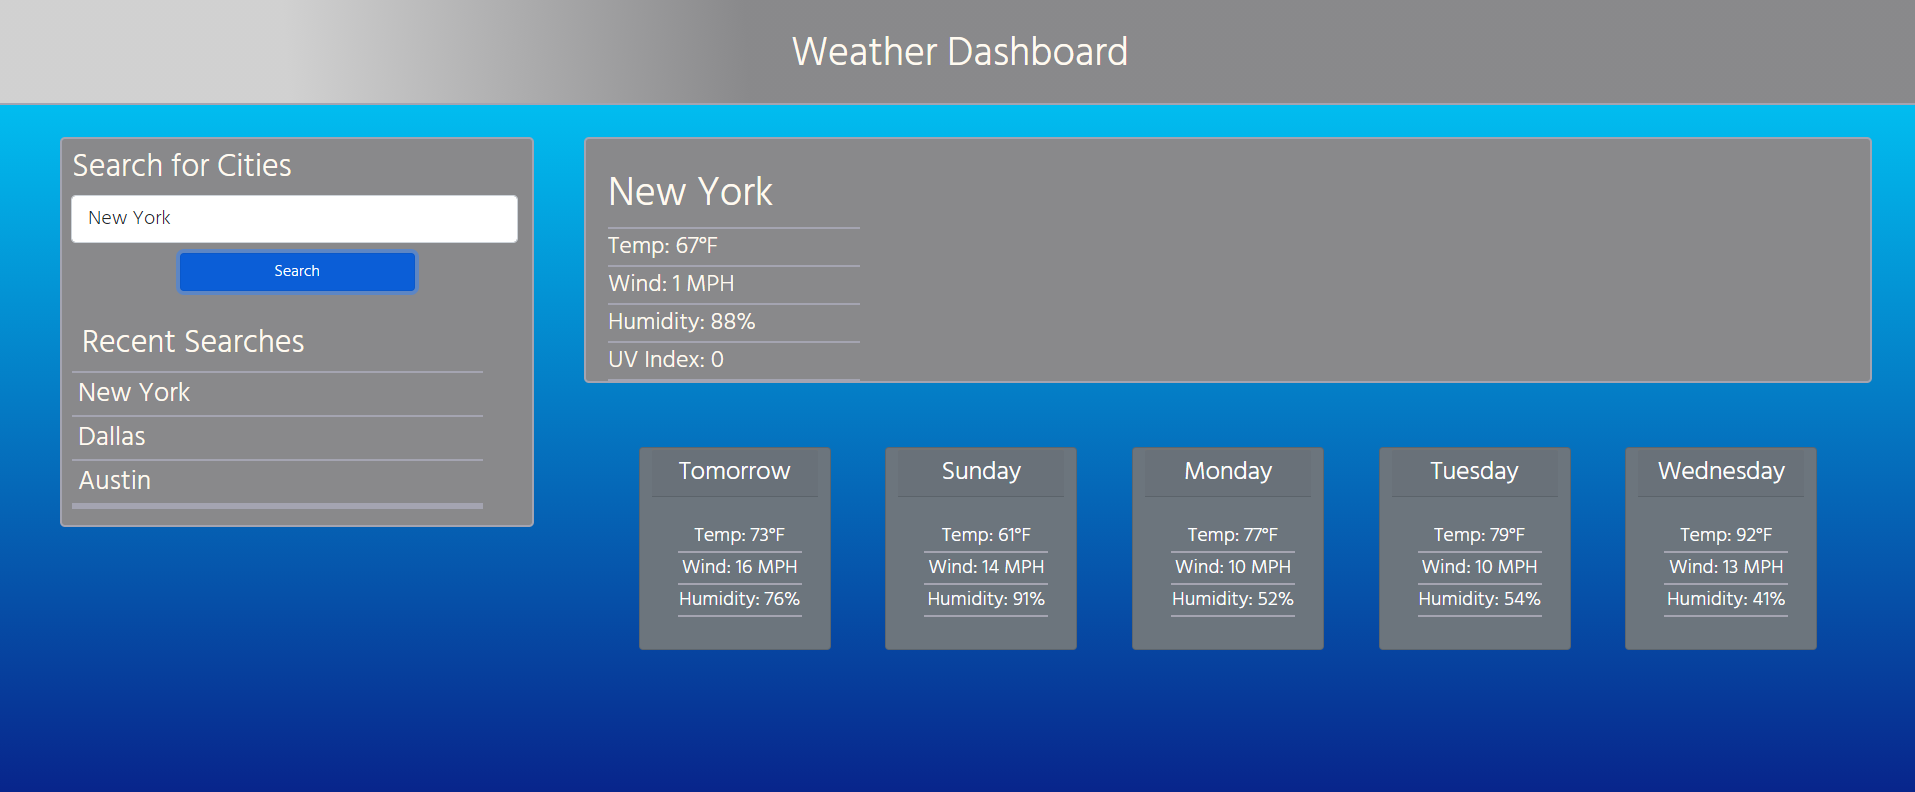 Weather Dashboard
Search for Cities
New York
Search
Recent Searches
New York
Dallas
Austin
New York
Temp: 67°F
Wind: 1 MPH
Humidity: 88%
UV Index: 0
Tomorrow
Temp: 73°F
Wind: 16 MPH
Humidity: 76%
Sunday
Temp: 61°F
Wind: 14 MPH
Humidity: 91%
Monday
Temp: 77°F
Wind: 10 MPH
Humidity: 52%
Tuesday
Temp: 79°F
Wind: 10 MPH
Humidity: 54%
Wednesday
Temp: 92°F
Wind: 13 MPH
Humidity: 41%